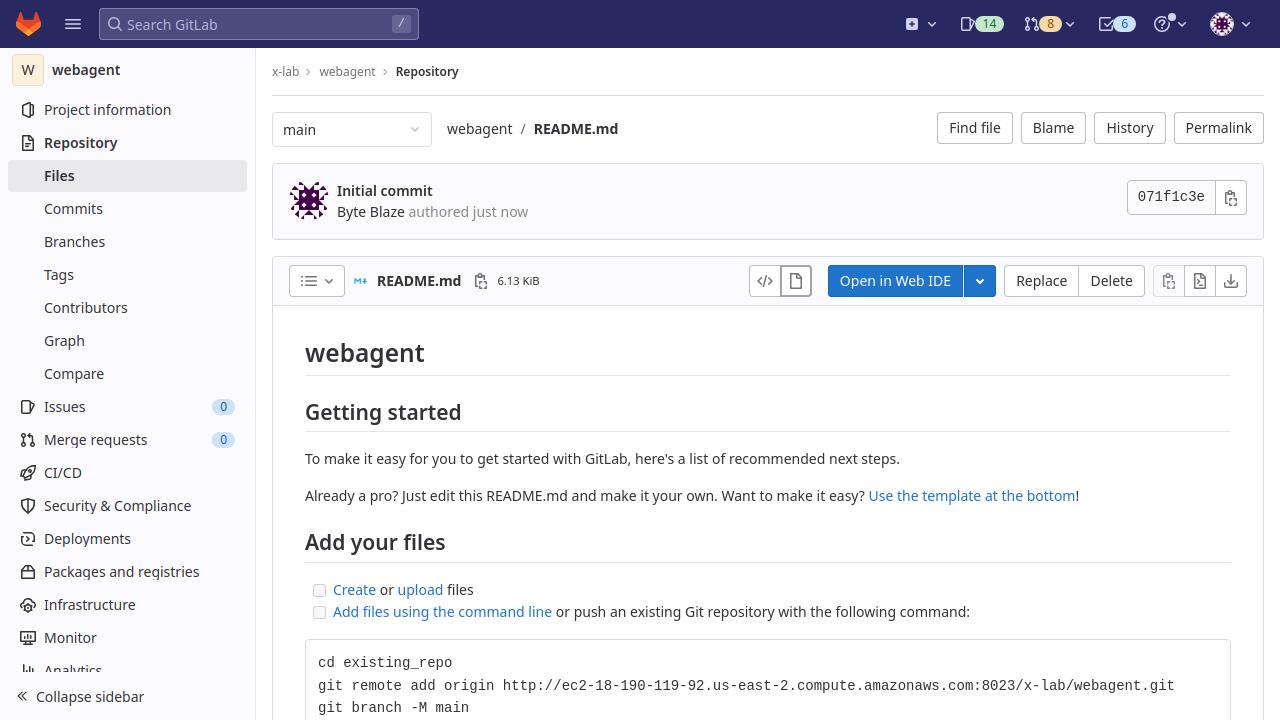 Search GitLab
/
14
8
6
W
webagent
Project information
Repository
Files
Commits
Branches
Tags
Contributors
Graph
Compare
Issues
0
Merge requests
0
CI/CD
Security & Compliance
Deployments
Packages and registries
Infrastructure
Monitor
Analytics
Collapse sidebar
x-lab
webagent
Repository
main
webagent / README.md
Find file
Blame
History
Permalink
Initial commit
Byte Blaze authored just now
071f1c3e
README.md
6.13 KiB
Open in Web IDE
Replace
Delete
webagent
Getting started
To make it easy for you to get started with GitLab, here's a list of recommended next steps.
Already a pro? Just edit this README.md and make it your own. Want to make it easy? Use the template at the bottom!
Add your files
Create or upload files
Add files using the command line or push an existing Git repository with the following command:
cd existing_repo
git remote add origin http://ec2-18-190-119-92.us-east-2.compute.amazonaws.com:8023/x-lab/webagent.git
git branch -M main